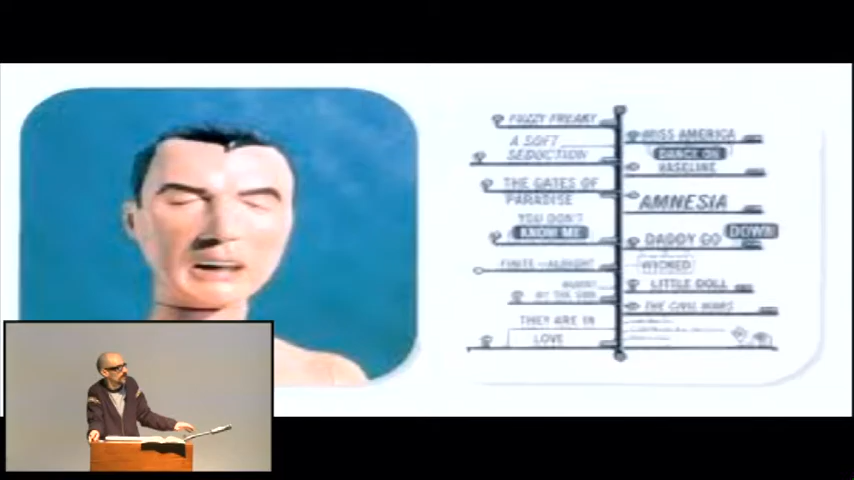 FUZZY FREAKY
A SOFT
SEDUCTION
THE GATES OF
PARADISE
YOU DON'T
KNOW ME
FINITE=ALRIGHT
THEY ARE IN
LOVE
MISS AMERICA
DANCE ON
VASELINE
AMNESIA
DADDY GO DOWN
WICKED
LITTLE DOLL
THE CIVIL WARS